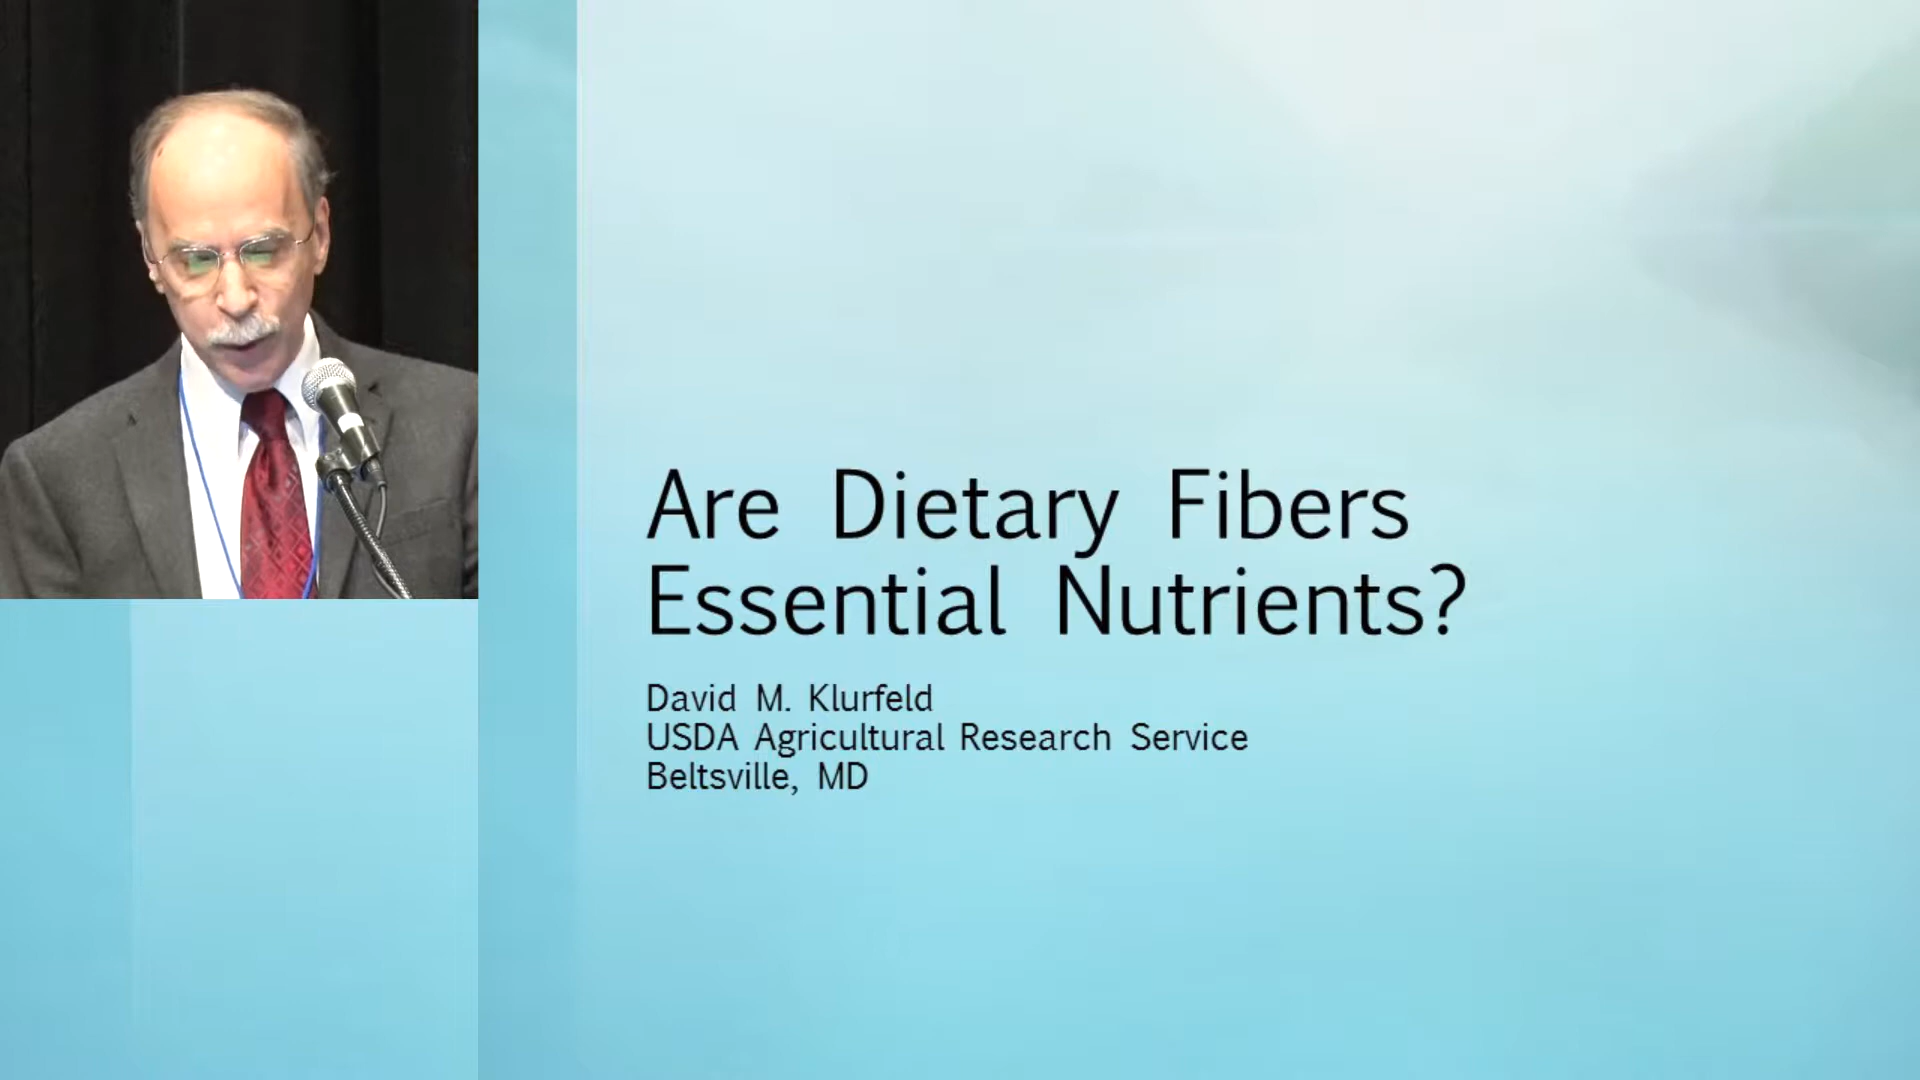 Are Dietary Fibers
Essential Nutrients?
David M. Klurfeld
USDA Agricultural Research Service
Beltsville, MD